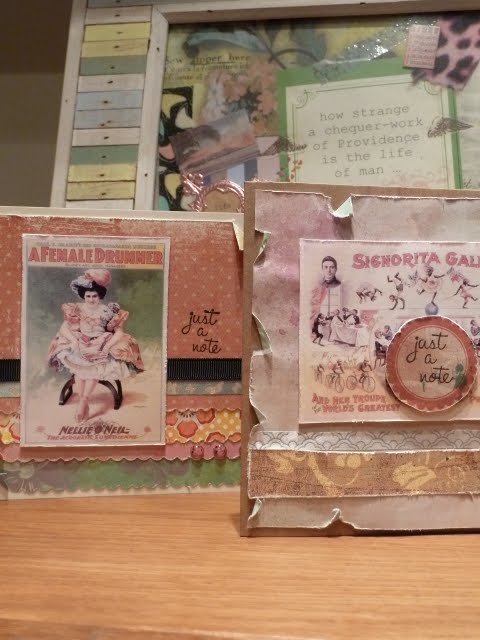 how strange
a chequer-work
of Providence
is the life
of man
A FEMALE DRUMMER
NELLIE O'NEIL
just
a
note
SIGNORITA GAL
just
a
note
AND HER TROUPE
WORLD'S GREATEST